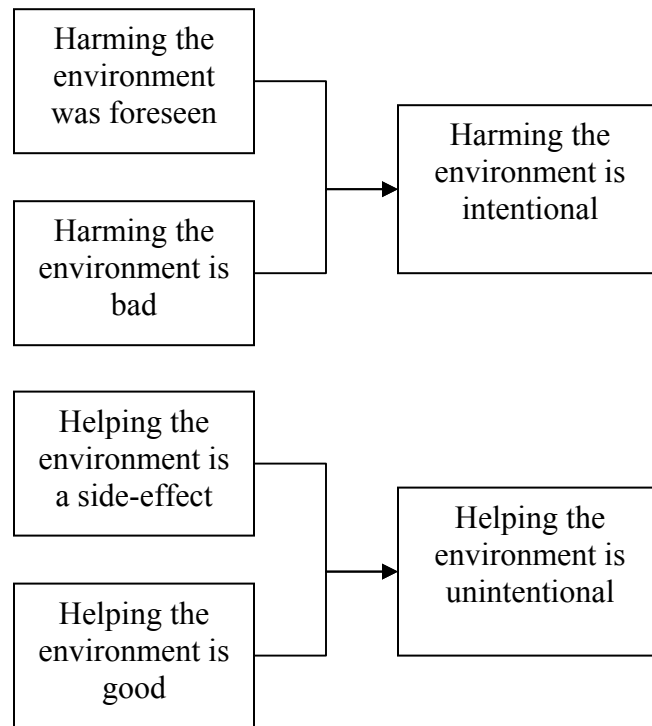 Harming the
environment
was foreseen
Harming the
environment is
bad
Harming the
environment is
intentional
Helping the
environment is
a side-effect
Helping the
environment is
good
Helping the
environment is
unintentional